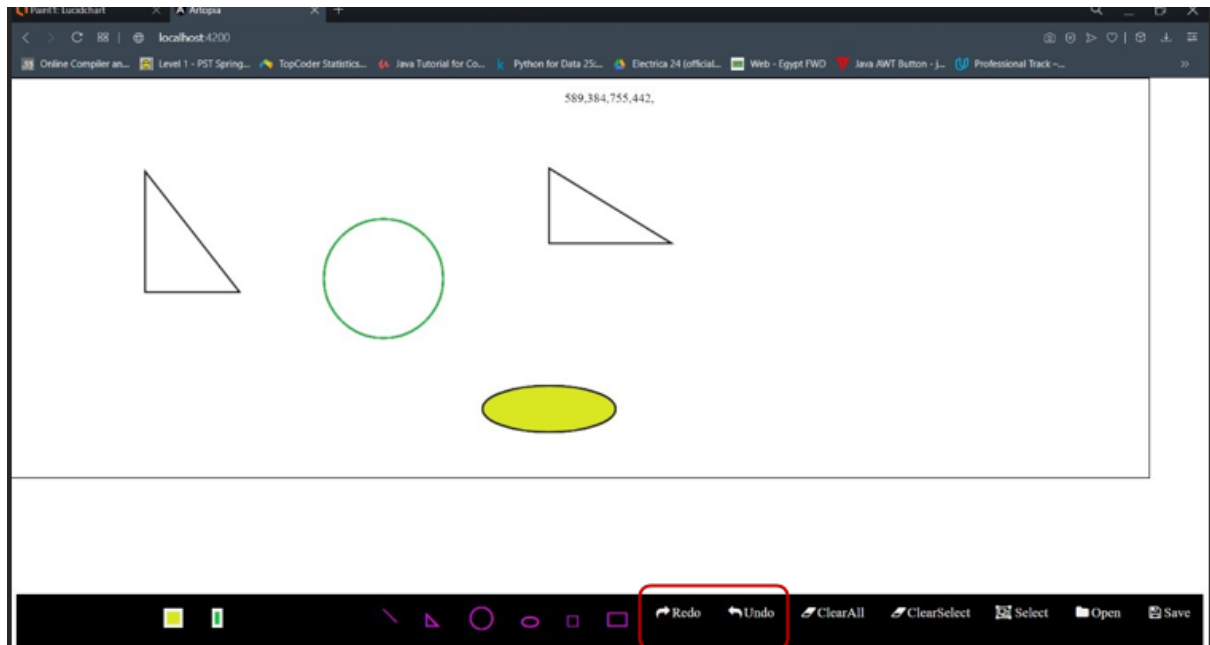 Paint1: Lucidchart Artopia
88 localhost:4200
Online Compiler an... Level 1 - PST Spring... TopCoder Statistics... Java Tutorial for Co... Python for Data 25:... Electrica 24 (official... Web - Egypt FWD Java AWT Button - j... Professional Track –...
589,384,755,442,
Redo Undo ClearAll ClearSelect Select Open Save